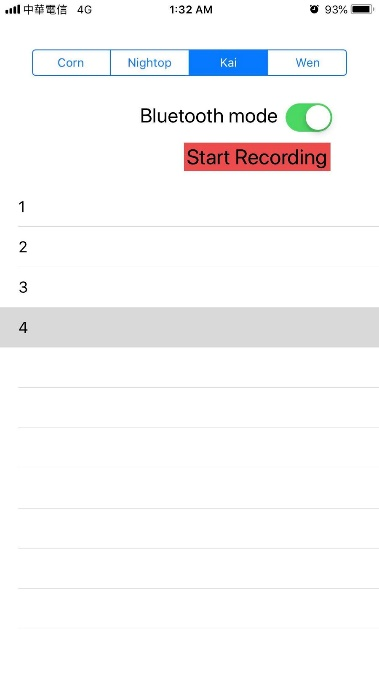 中華電信 4G 1:32 AM 93%
Corn Nightop Kai Wen
Bluetooth mode
Start Recording
1
2
3
4